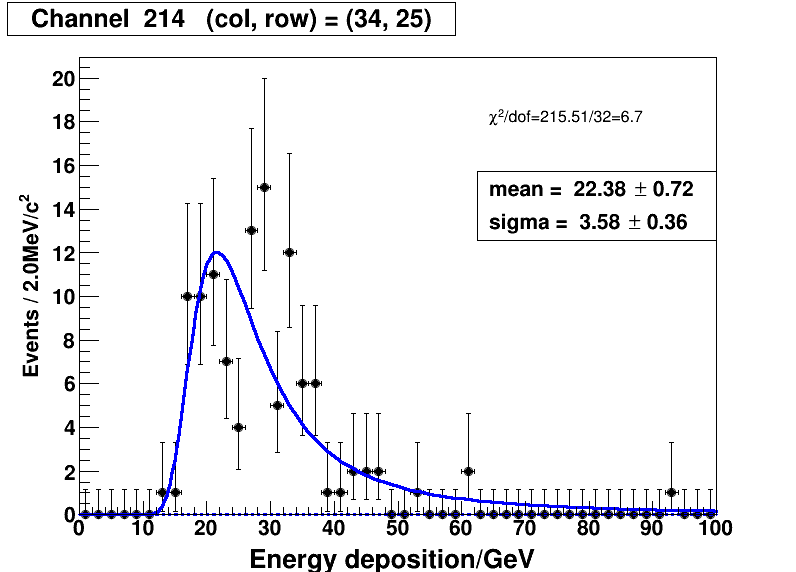 Channel 214 (col, row) = (34, 25)
20
18
16
14
12
10
8
6
4
2
0
Events / 2.0MeV/c²
χ²/dof=215.51/32=6.7
mean = 22.38 ± 0.72
sigma = 3.58 ± 0.36
0 10 20 30 40 50 60 70 80 90 100
Energy deposition/GeV